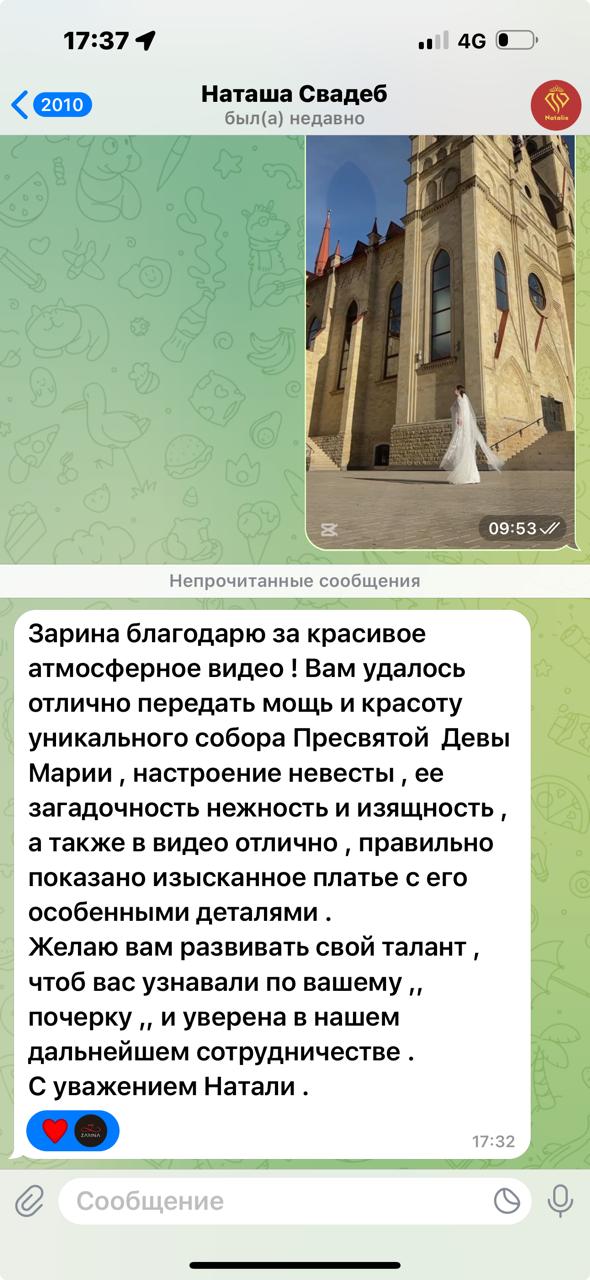 17:37
4G
2010
Наташа Свадеб
был(а) недавно
Natalie
09:53
Непрочитанные сообщения
Зарина благодарю за красивое
атмосферное видео ! Вам удалось
отлично передать мощь и красоту
уникального собора Пресвятой  Девы
Марии , настроение невесты , ее
загадочность нежность и изящность ,
а также в видео отлично , правильно
показано изысканное платье с его
особенными деталями .
Желаю вам развивать свой талант ,
чтоб вас узнавали по вашему ,,
почерку ,, и уверена в нашем
дальнейшем сотрудничестве .
С уважением Натали .
ZARINA
17:32
Сообщение